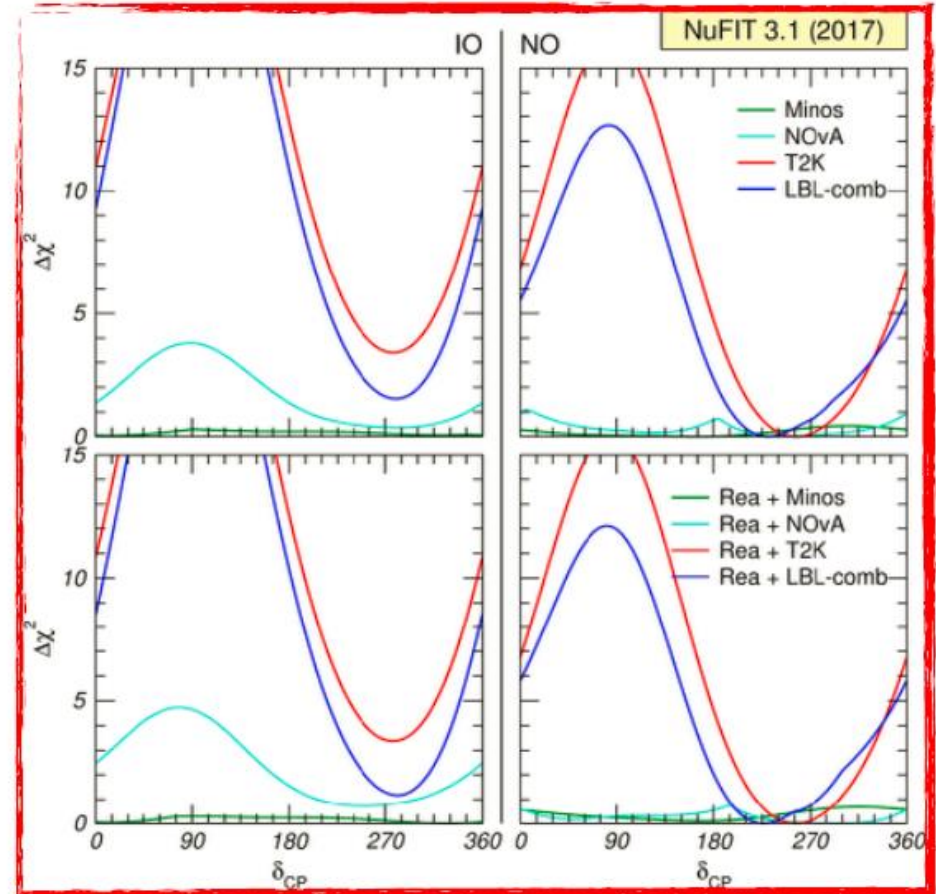 NuFIT 3.1 (2017)
IO NO
15
10
5
0
Δχ²
Minos
NOvA
T2K
LBL-comb
15
10
5
0
Δχ²
Rea + Minos
Rea + NOvA
Rea + T2K
Rea + LBL-comb
0 90 180 270 0 90 180 270 360
δCP δCP